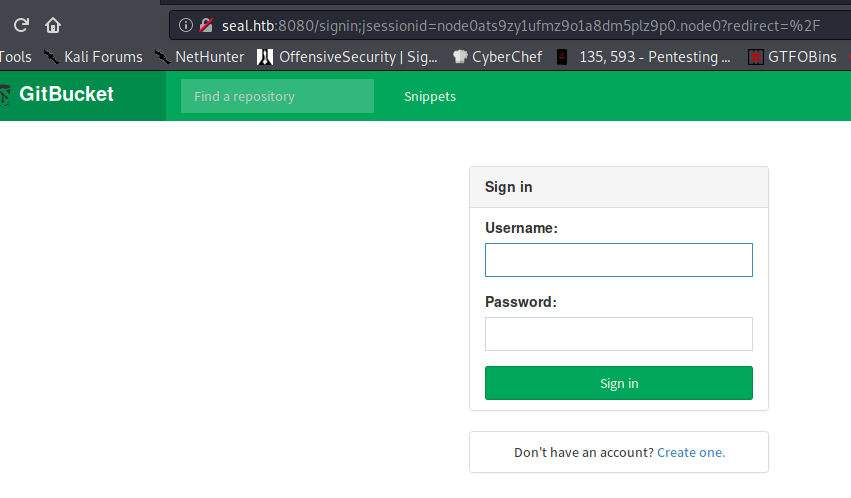 seal.htb:8080/signin;jsessionid=node0ats9zy1ufmz9o1a8dm5plz9p0.node0?redirect=%2F
Tools Kali Forums NetHunter OffensiveSecurity | Sig... CyberChef 135, 593 - Pentesting ... GTFOBins
GitBucket Find a repository Snippets
Sign in
Username:
Password:
Sign in
Don't have an account? Create one.